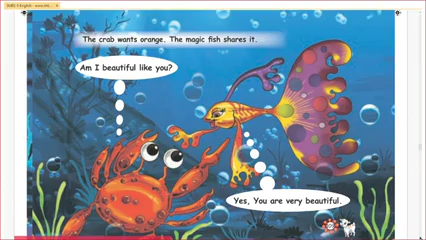 The crab wants orange. The magic fish shares it.
Am I beautiful like you?
Yes, You are very beautiful.